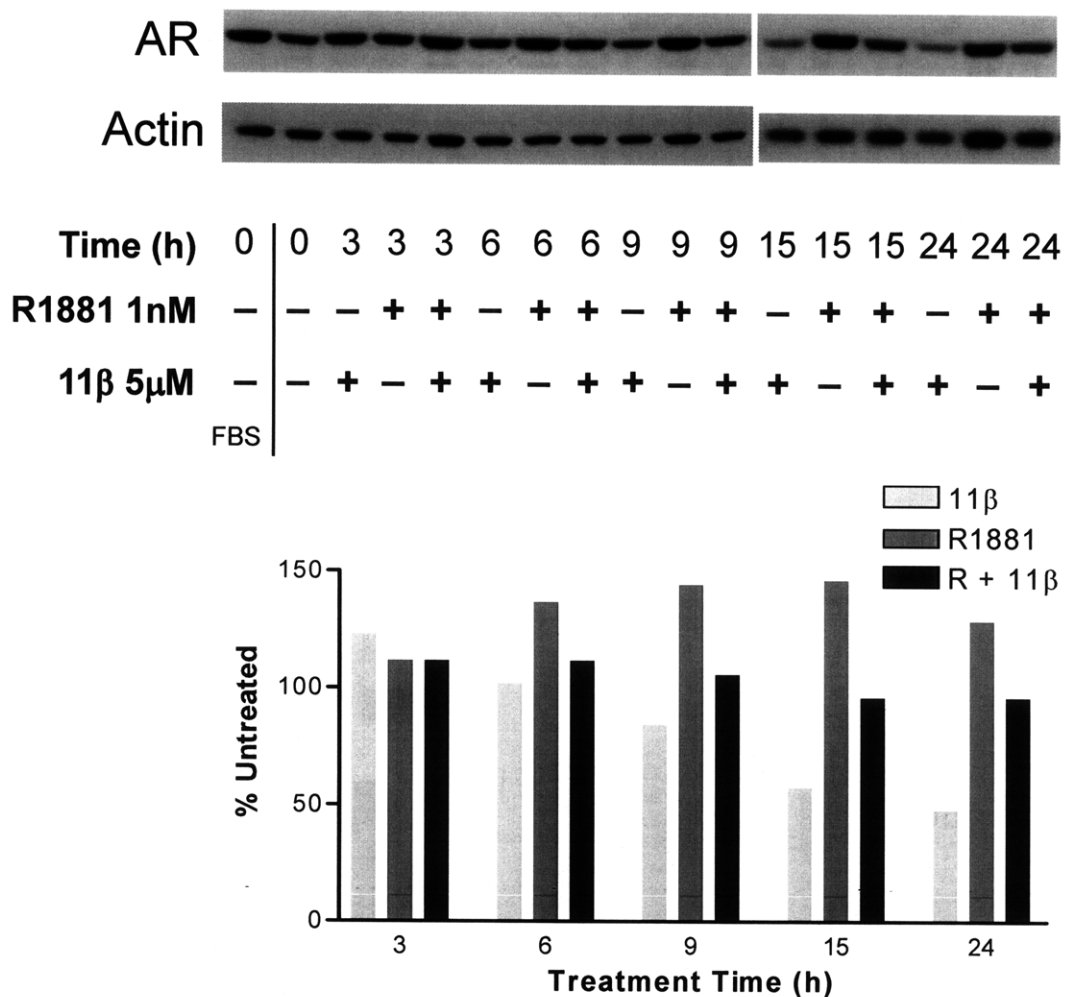 AR
Actin
Time (h) 0 0 3 3 3 6 6 6 9 9 9 15 15 15 24 24 24
R1881 1nM – – – + + – + + – + + – + + – + +
11β 5μM – – + – + + – + + – + + – + + – +
FBS
11β
R1881
R + 11β
150
100
50
0
% Untreated
3 6 9 15 24
Treatment Time (h)